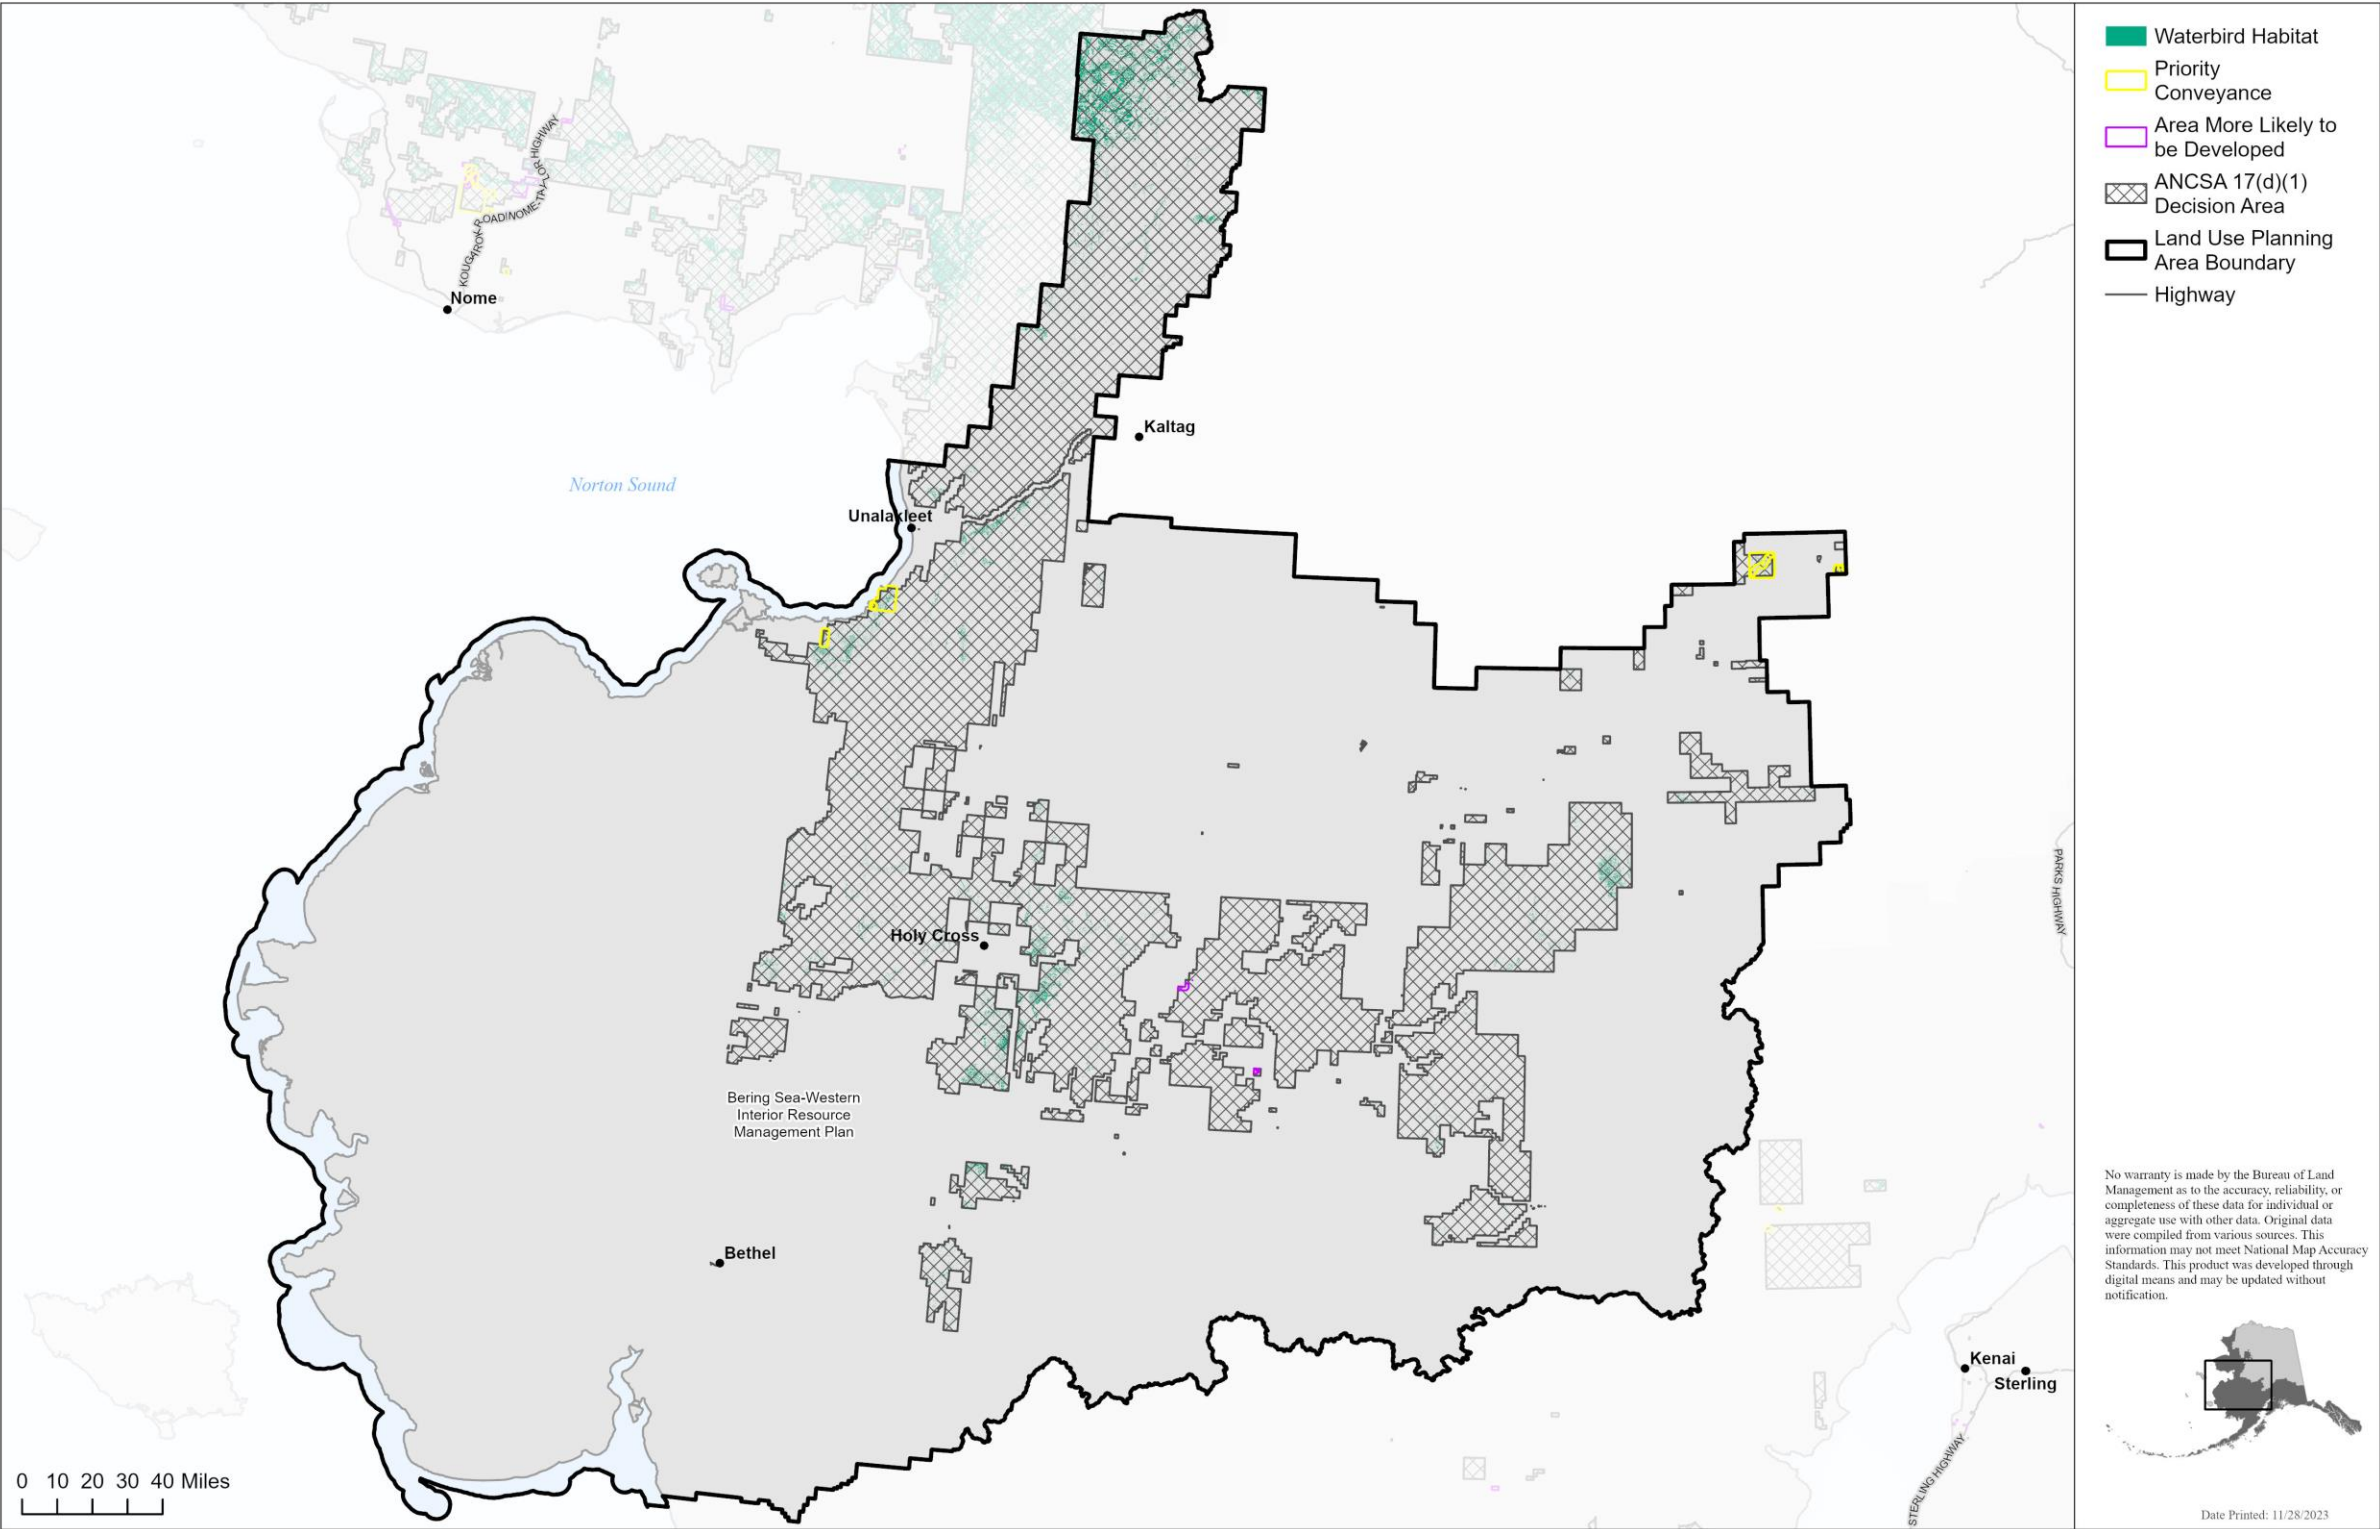 Waterbird Habitat
Priority
Conveyance
Area More Likely to
be Developed
ANCSA 17(d)(1)
Decision Area
Land Use Planning
Area Boundary
Highway
KOUGAROK ROAD/NOME-TAYLOR HIGHWAY
Nome
Kaltag
Norton Sound
Unalakleet
PARKS HIGHWAY
Holy Cross
Bering Sea-Western
Interior Resource
Management Plan
Bethel
Kenai
Sterling
STERLING HIGHWAY
0 10 20 30 40 Miles
No warranty is made by the Bureau of Land
Management as to the accuracy, reliability, or
completeness of these data for individual or
aggregate use with other data. Original data
were compiled from various sources. This
information may not meet National Map Accuracy
Standards. This product was developed through
digital means and may be updated without
notification.
Date Printed: 11/28/2023